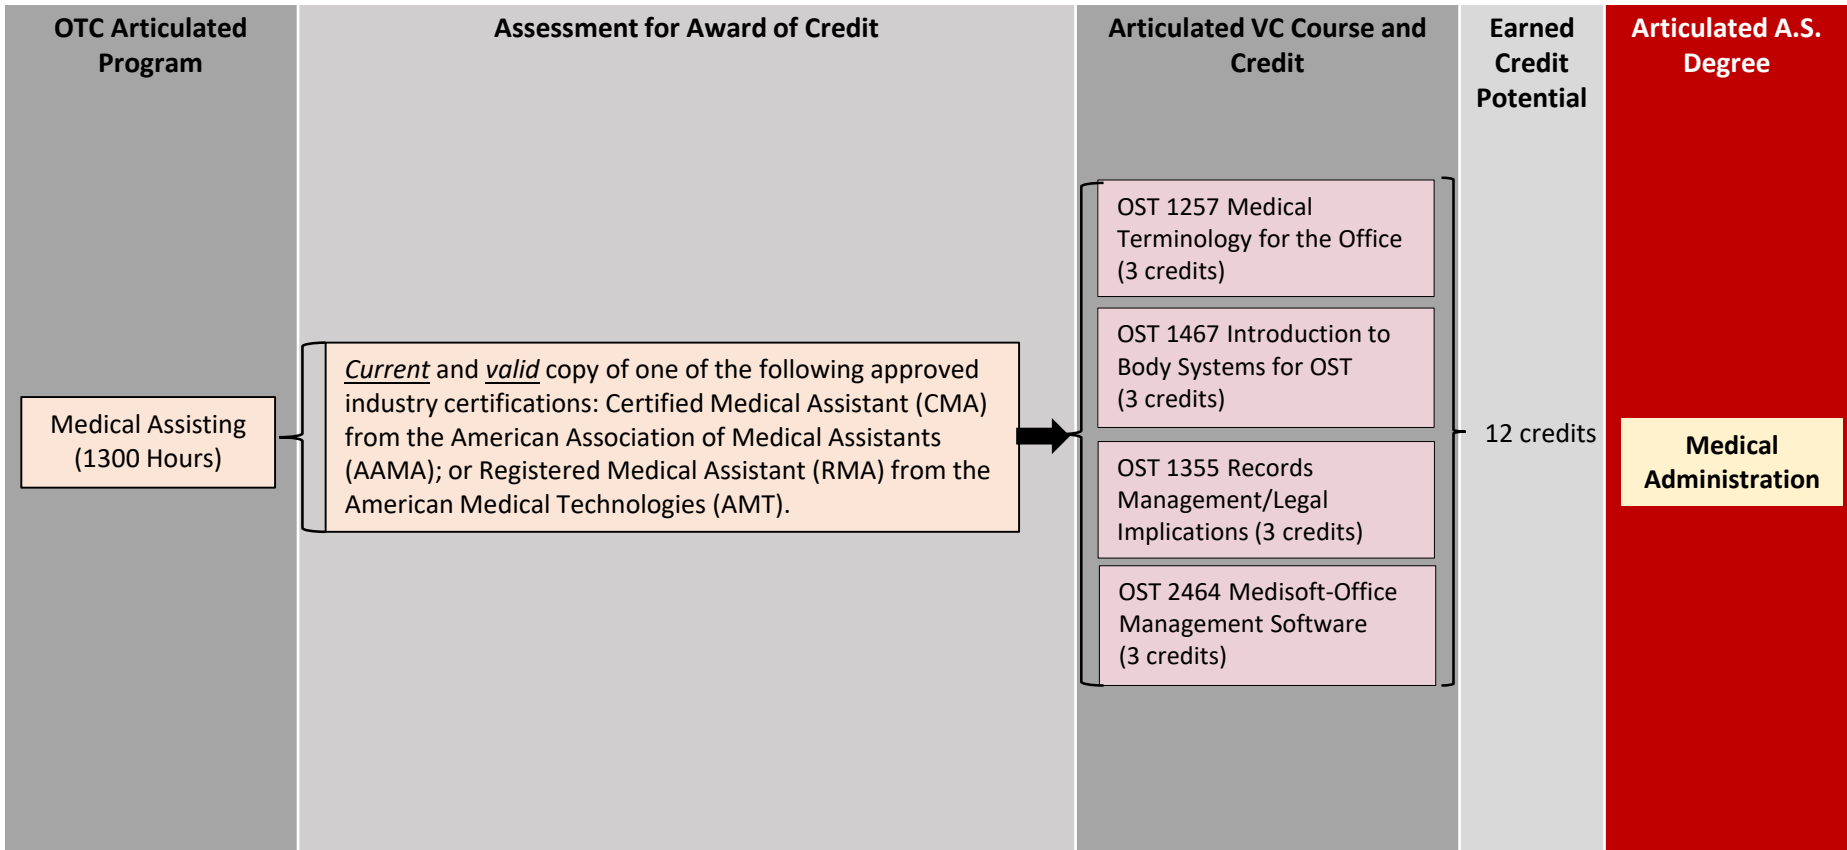 OTC Articulated
Program
Assessment for Award of Credit
Articulated VC Course and
Credit
Earned
Credit
Potential
Articulated A.S.
Degree
Medical Assisting
(1300 Hours)
Current and valid copy of one of the following approved
industry certifications: Certified Medical Assistant (CMA)
from the American Association of Medical Assistants
(AAMA); or Registered Medical Assistant (RMA) from the
American Medical Technologies (AMT).
OST 1257 Medical
Terminology for the Office
(3 credits)
OST 1467 Introduction to
Body Systems for OST
(3 credits)
OST 1355 Records
Management/Legal
Implications (3 credits)
OST 2464 Medisoft-Office
Management Software
(3 credits)
12 credits
Medical
Administration